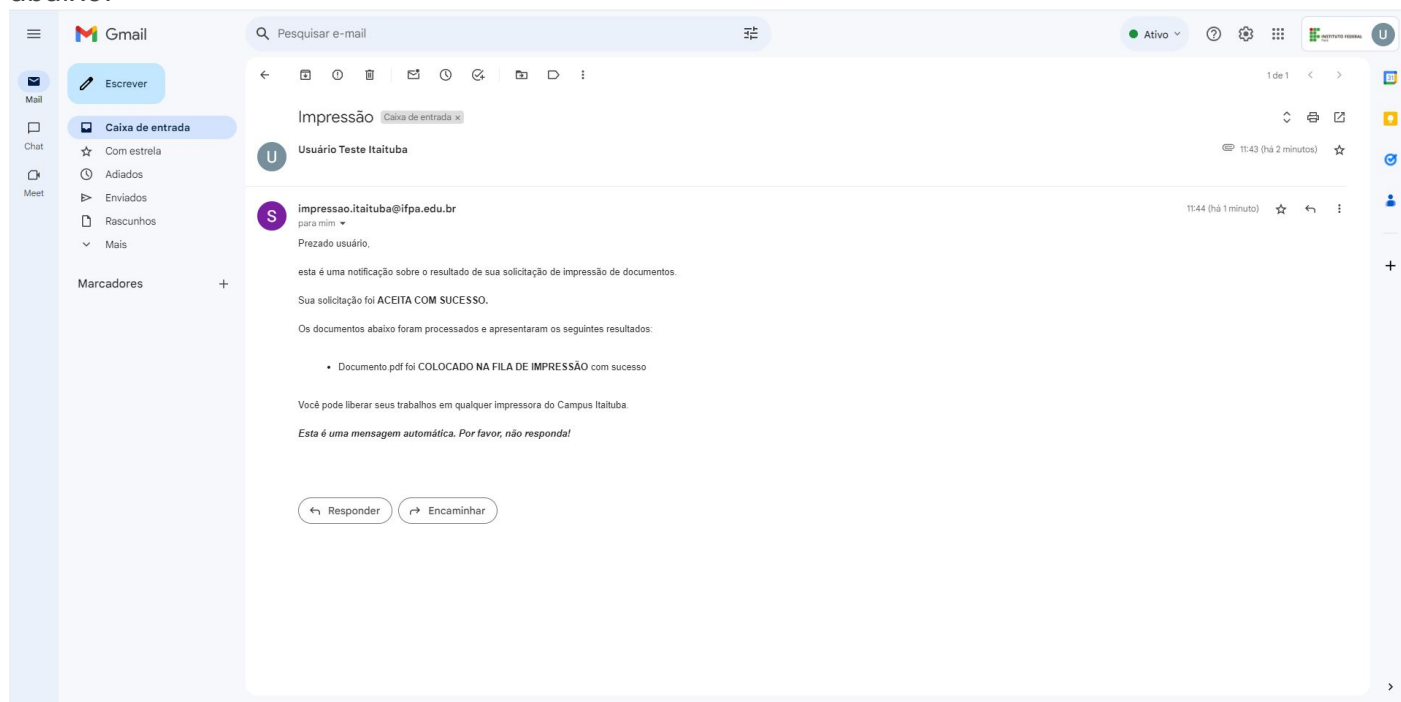 Gmail
Pesquisar e-mail
Ativo
INSTITUTO FEDERAL
U
Mail
Escrever
1 de 1
31
Impressão Caixa de entrada x
Caixa de entrada
Chat
Com estrela
U
Usuário Teste Itaituba
11:43 (há 2 minutos)
Adiados
Meet
Enviados
S
impressao.itaituba@ifpa.edu.br
11:44 (há 1 minuto)
Rascunhos
para mim
Mais
Prezado usuário,
esta é uma notificação sobre o resultado de sua solicitação de impressão de documentos.
Marcadores
Sua solicitação foi ACEITA COM SUCESSO.
Os documentos abaixo foram processados e apresentaram os seguintes resultados:
• Documento.pdf foi COLOCADO NA FILA DE IMPRESSÃO com sucesso
Você pode liberar seus trabalhos em qualquer impressora do Campus Itaituba.
Esta é uma mensagem automática. Por favor, não responda!
Responder
Encaminhar